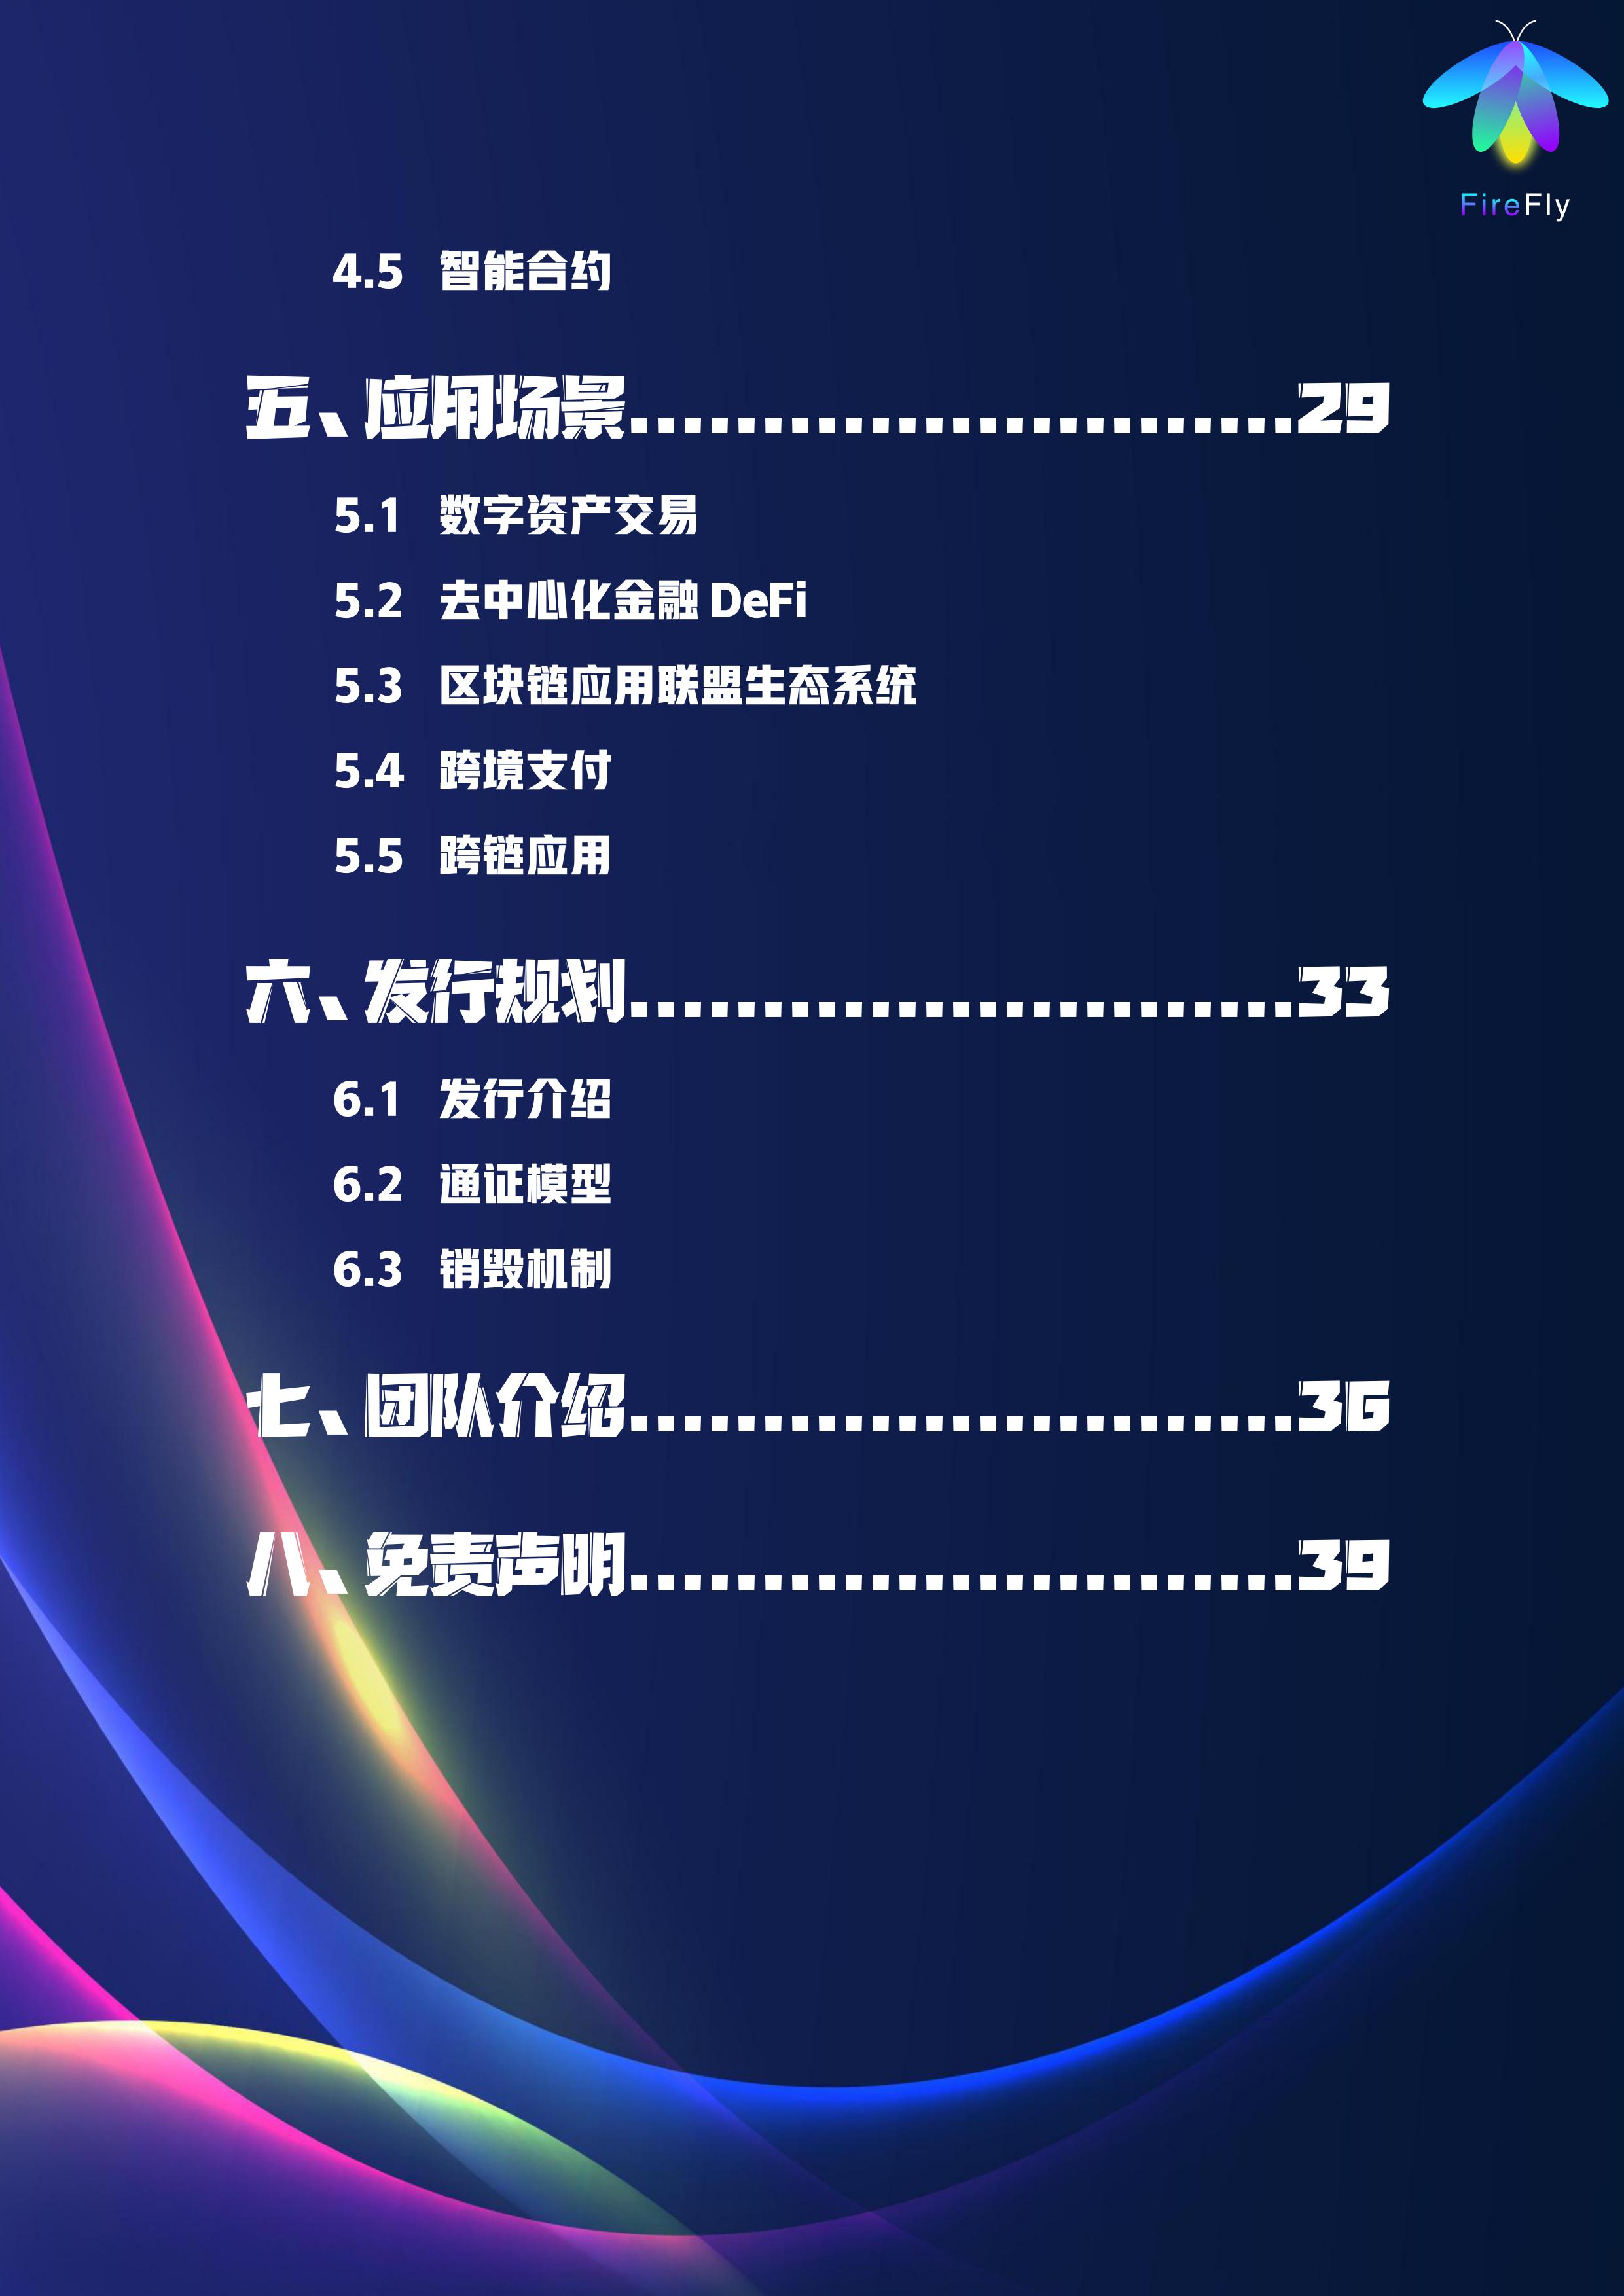 FireFly
4.5 智能合约
五、应用场景.........................29
5.1 数字资产交易
5.2 去中心化金融 DeFi
5.3 区块链应用联盟生态系统
5.4 跨境支付
5.5 跨链应用
六、发行规划.........................33
6.1 发行介绍
6.2 通证模型
6.3 销毁机制
七、团队介绍.........................36
八、免责声明.........................39